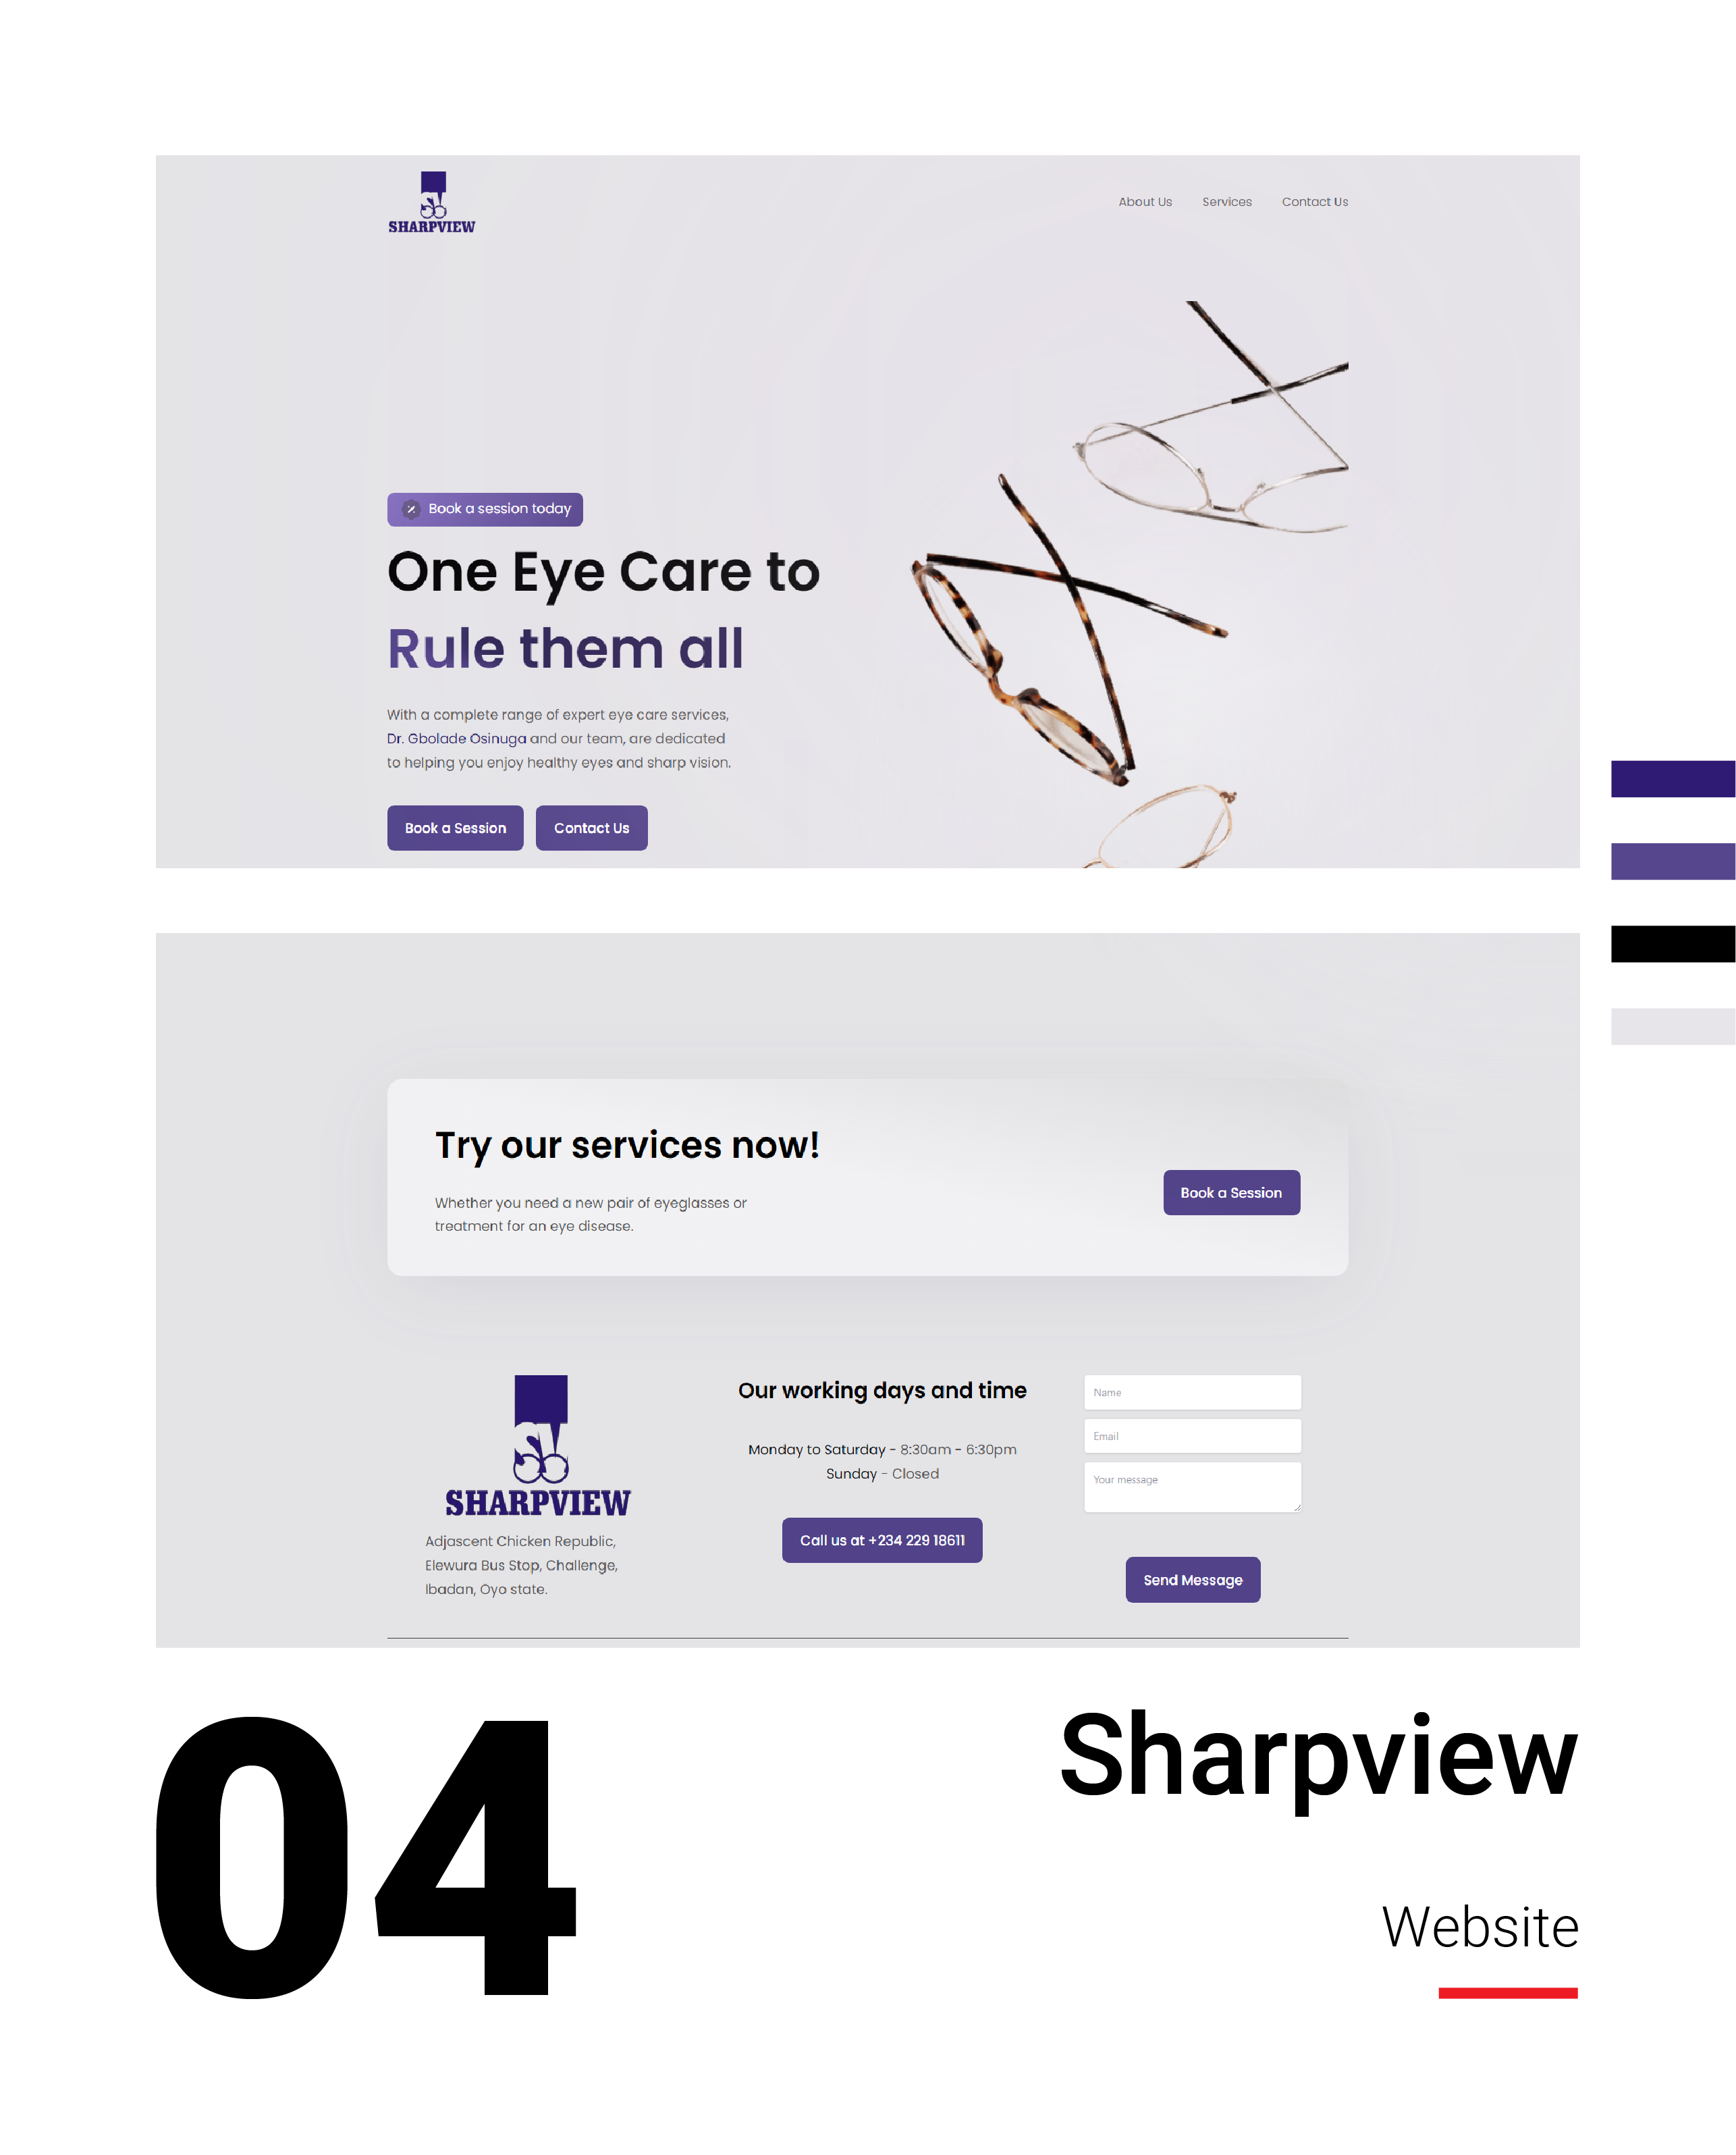 SHARPVIEW
About Us Services Contact Us
Book a session today
One Eye Care to
Rule them all
With a complete range of expert eye care services,
Dr. Gbolade Osinuga and our team, are dedicated
to helping you enjoy healthy eyes and sharp vision.
Book a Session Contact Us
Try our services now!
Whether you need a new pair of eyeglasses or
treatment for an eye disease.
Book a Session
SHARPVIEW
Adjascent Chicken Republic,
Elewura Bus Stop, Challenge,
Ibadan, Oyo state.
Our working days and time
Monday to Saturday - 8:30am - 6:30pm
Sunday - Closed
Call us at +234 229 18611
Name
Email
Your message
Send Message
04
Sharpview
Website